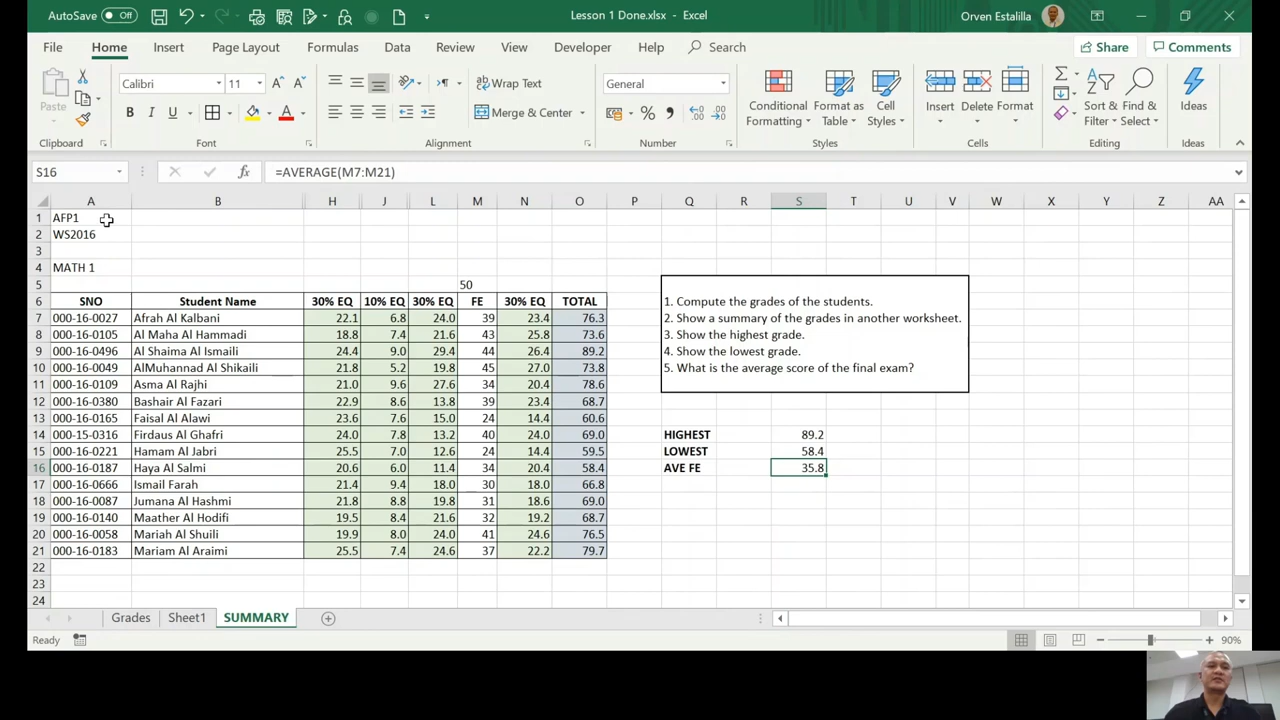 AutoSave Off Lesson 1 Done.xlsx - Excel Orven Estalilla
File Home Insert Page Layout Formulas Data Review View Developer Help Search Share Comments
Paste Calibri 11 Wrap Text General Conditional Formatting Format as Table Cell Styles Insert Delete Format Sort & Filter Find & Select Ideas
B I U Merge & Center
Clipboard Font Alignment Number Styles Cells Editing Ideas
S16 fx =AVERAGE(M7:M21)
A B H J L M N O P Q R S T U V W X Y Z AA
1 AFP1
2 WS2016
3
4 MATH 1
5 50
6 SNO Student Name 30% EQ 10% EQ 30% EQ FE 30% EQ TOTAL
7 000-16-0027 Afrah Al Kalbani 22.1 6.8 24.0 39 23.4 76.3
8 000-16-0105 Al Maha Al Hammadi 18.8 7.4 21.6 43 25.8 73.6
9 000-16-0496 Al Shaima Al Ismaili 24.4 9.0 29.4 44 26.4 89.2
10 000-16-0049 AlMuhannad Al Shikaili 21.8 5.2 19.8 45 27.0 73.8
11 000-16-0109 Asma Al Rajhi 21.0 9.6 27.6 34 20.4 78.6
12 000-16-0380 Bashair Al Fazari 22.9 8.6 13.8 39 23.4 68.7
13 000-16-0165 Faisal Al Alawi 23.6 7.6 15.0 24 14.4 60.6
14 000-15-0316 Firdaus Al Ghafri 24.0 7.8 13.2 40 24.0 69.0
15 000-16-0221 Hamam Al Jabri 25.5 7.0 12.6 24 14.4 59.5
16 000-16-0187 Haya Al Salmi 20.6 6.0 11.4 34 20.4 58.4
17 000-16-0666 Ismail Farah 21.4 9.4 18.0 30 18.0 66.8
18 000-16-0087 Jumana Al Hashmi 21.8 8.8 19.8 31 18.6 69.0
19 000-16-0140 Maather Al Hodifi 19.5 8.4 21.6 32 19.2 68.7
20 000-16-0058 Mariah Al Shuili 19.9 8.0 24.0 41 24.6 76.5
21 000-16-0183 Mariam Al Araimi 25.5 7.4 24.6 37 22.2 79.7
22
23
24
1. Compute the grades of the students.
2. Show a summary of the grades in another worksheet.
3. Show the highest grade.
4. Show the lowest grade.
5. What is the average score of the final exam?
HIGHEST 89.2
LOWEST 58.4
AVE FE 35.8
Grades Sheet1 SUMMARY
Ready 90%